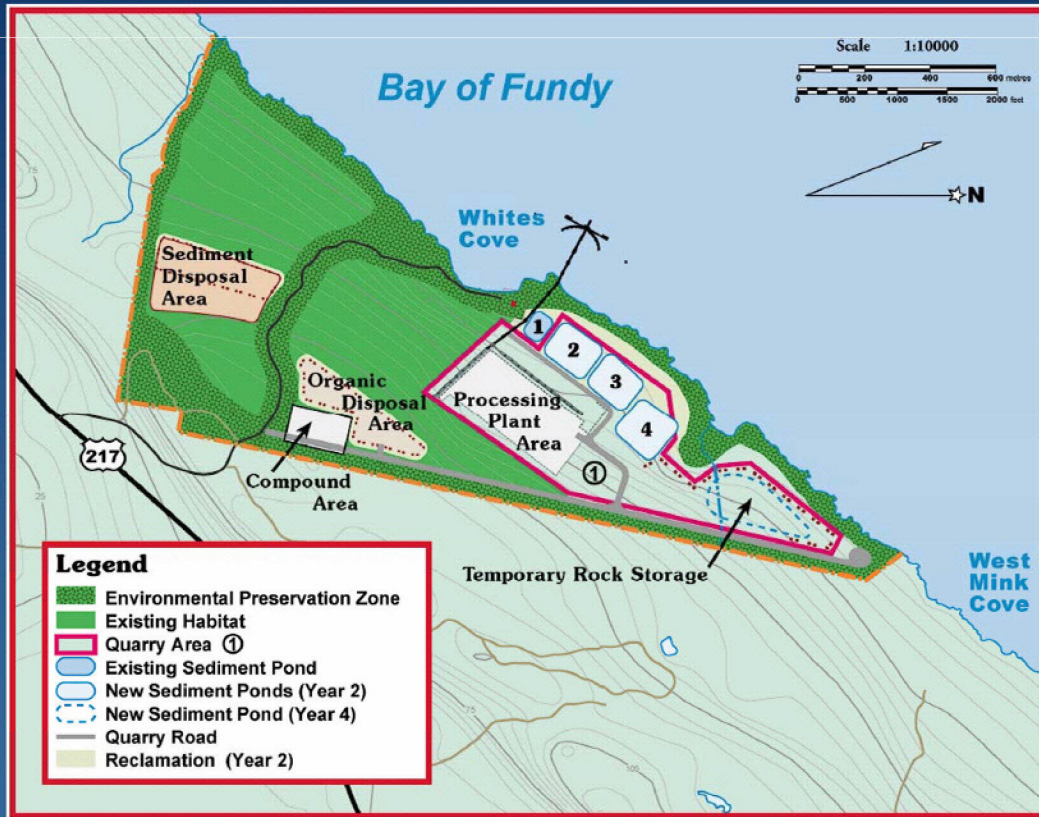 Scale 1:10000
0 200 400 600 metres
0 500 1000 1500 2000 feet
N
Bay of Fundy
Whites
Cove
75
Sediment
Disposal
Area
1
2
3
4
Organic
Disposal
Area
Processing
Plant
Area
①
217
Compound
Area
25
Temporary Rock Storage
West
Mink
Cove
Legend
Environmental Preservation Zone
Existing Habitat
Quarry Area ①
Existing Sediment Pond
New Sediment Ponds (Year 2)
New Sediment Pond (Year 4)
Quarry Road
Reclamation (Year 2)
75
100